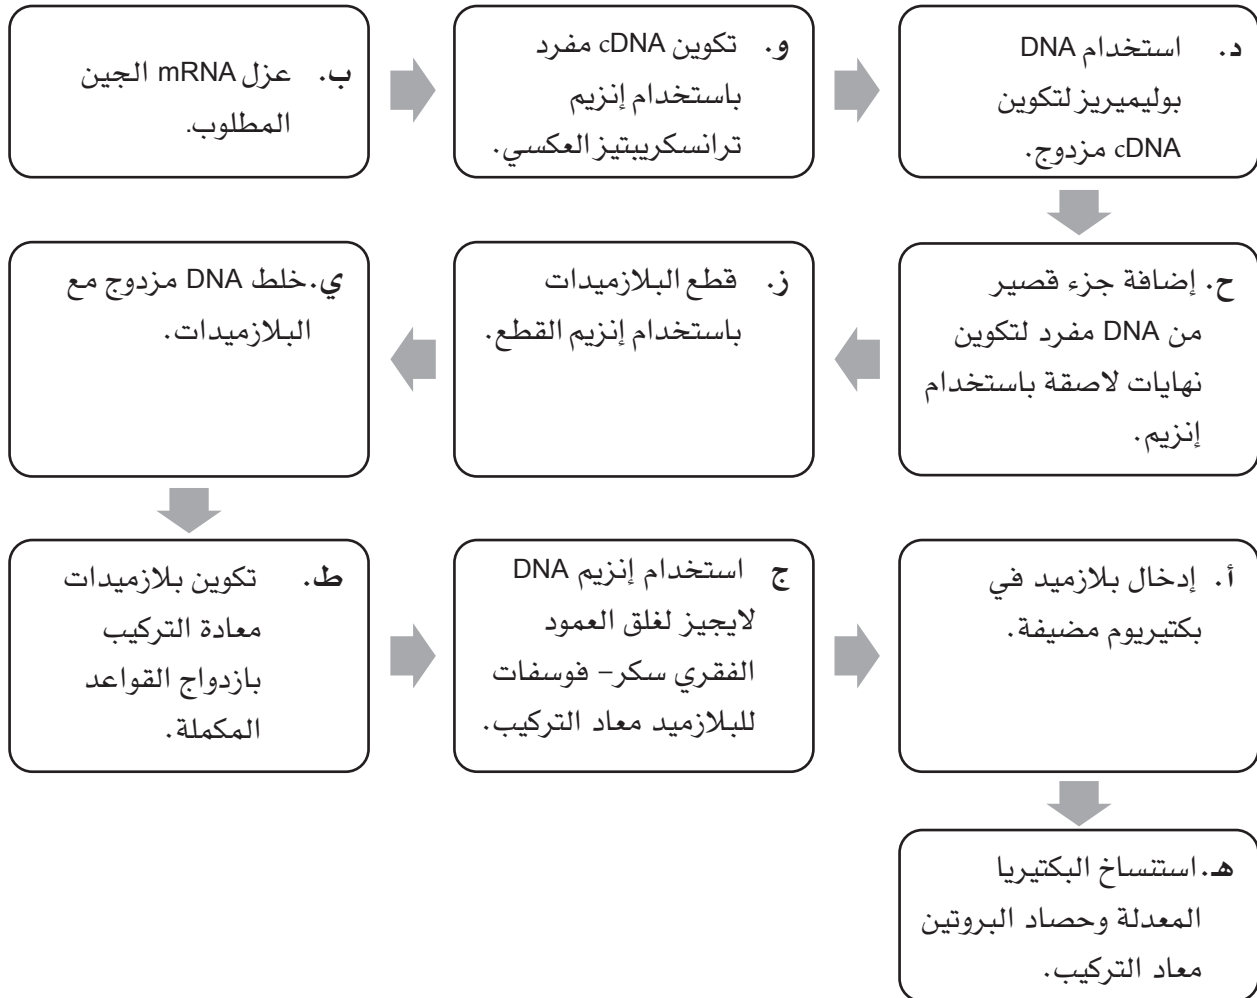 ب. عزل mRNA الجين
المطلوب.
و. تكوين cDNA مفرد
باستخدام إنزيم
ترانسكريبتيز العكسي.
د. استخدام DNA
بوليميريز لتكوين
cDNA مزدوج.
ح. إضافة جزء قصير
من DNA مفرد لتكوين
نهايات لاصقة باستخدام
إنزيم.
ز. قطع البلازميدات
باستخدام إنزيم القطع.
ي. خلط DNA مزدوج مع
البلازميدات.
ط. تكوين بلازميدات
معادة التركيب
بازدواج القواعد
المكملة.
ج استخدام إنزيم DNA
لايجيز لغلق العمود
الفقري سكر– فوسفات
للبلازميد معاد التركيب.
أ. إدخال بلازميد في
بكتيريوم مضيفة.
هـ. استنساخ البكتيريا
المعدلة وحصاد البروتين
معاد التركيب.